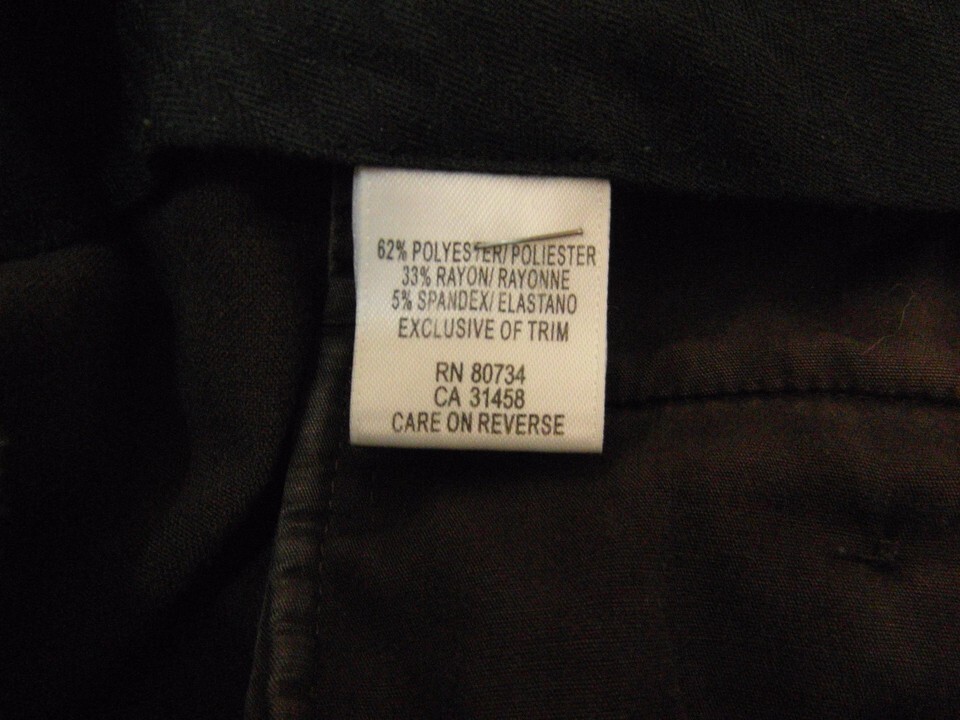 62% POLYESTER/ POLIESTER
33% RAYON/ RAYONNE
5% SPANDEX/ ELASTANO
EXCLUSIVE OF TRIM
RN 80734
CA 31458
CARE ON REVERSE